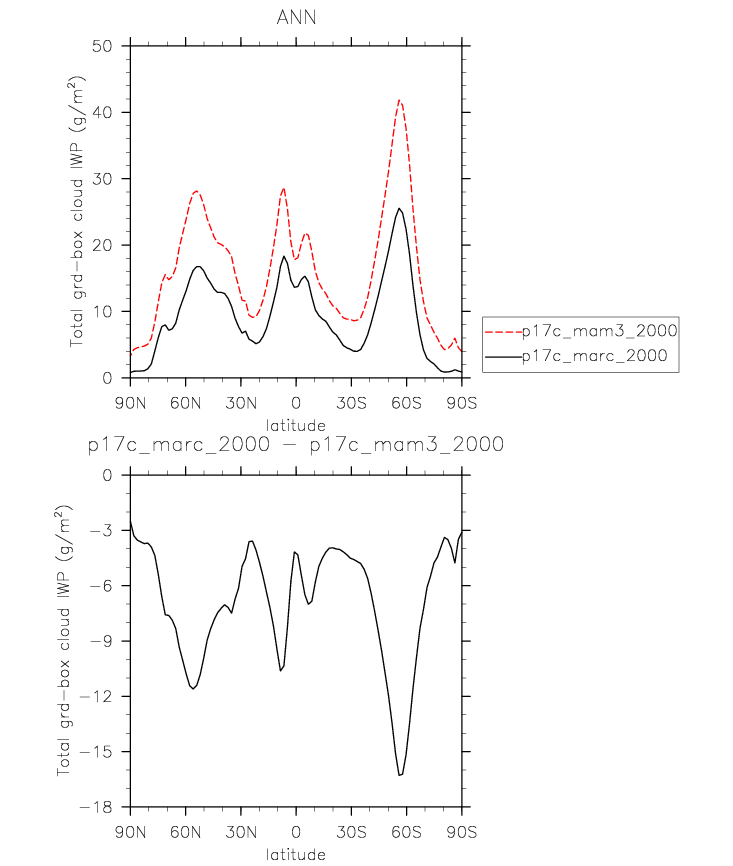 ANN
50
40
30
20
10
0
Total grd-box cloud IWP (g/m²)
90N 60N 30N 0 30S 60S 90S
latitude
p17c_mam3_2000
p17c_marc_2000
p17c_marc_2000 - p17c_mam3_2000
0
-3
-6
-9
-12
-15
-18
Total grd-box cloud IWP (g/m²)
90N 60N 30N 0 30S 60S 90S
latitude